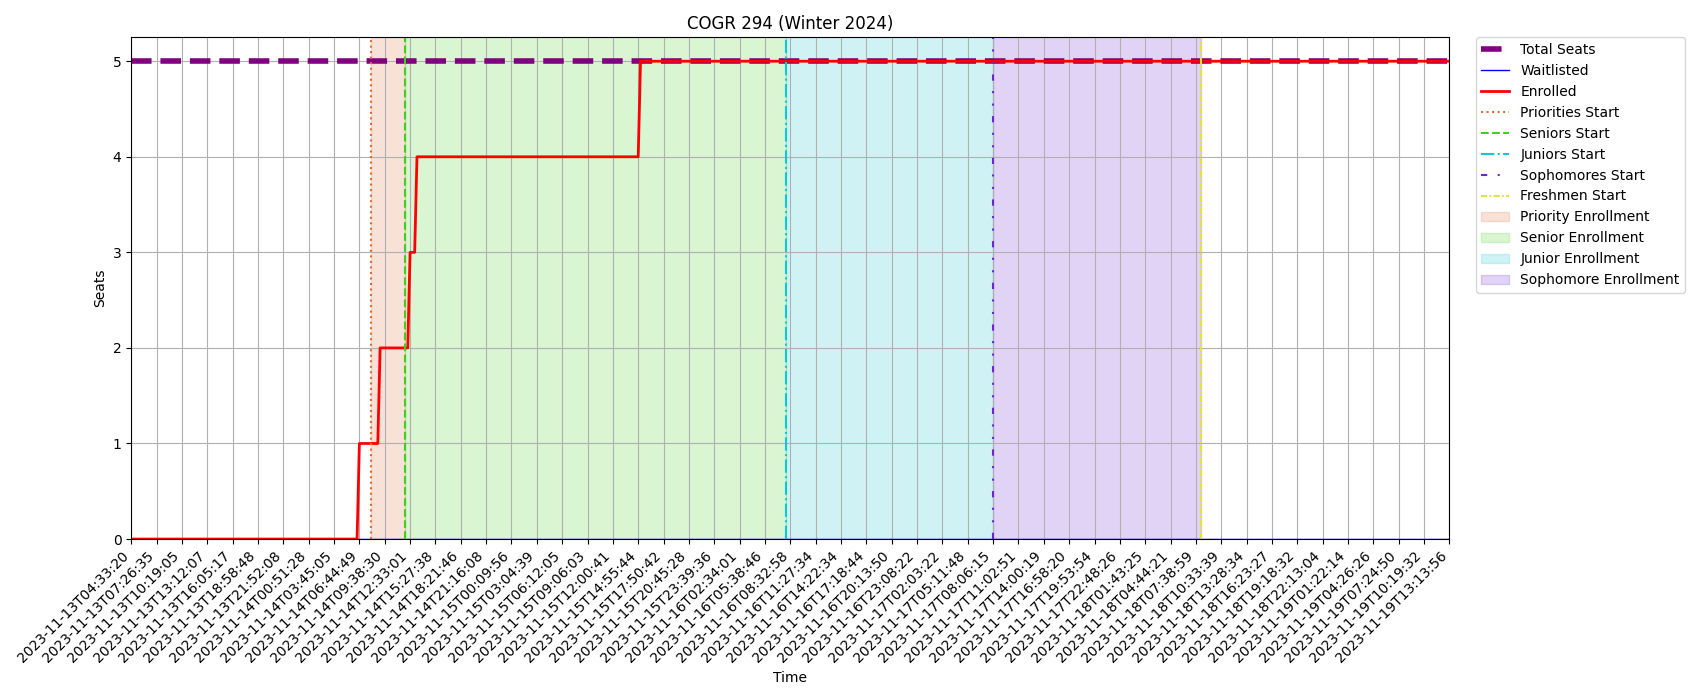 COGR 294 (Winter 2024)
Seats
5
4
3
2
1
0
2023-11-13T04:33:20
2023-11-13T07:26:35
2023-11-13T10:19:05
2023-11-13T13:12:07
2023-11-13T16:05:17
2023-11-13T18:58:48
2023-11-13T21:52:08
2023-11-14T00:51:28
2023-11-14T03:45:05
2023-11-14T06:44:49
2023-11-14T09:38:30
2023-11-14T12:33:01
2023-11-14T15:27:38
2023-11-14T18:21:46
2023-11-14T21:16:08
2023-11-15T00:09:56
2023-11-15T03:04:39
2023-11-15T06:12:05
2023-11-15T09:06:03
2023-11-15T12:00:41
2023-11-15T14:55:44
2023-11-15T17:50:42
2023-11-15T20:45:28
2023-11-15T23:39:36
2023-11-16T02:34:01
2023-11-16T05:38:46
2023-11-16T08:32:58
2023-11-16T11:27:34
2023-11-16T14:22:34
2023-11-16T17:18:44
2023-11-16T20:13:50
2023-11-16T23:08:22
2023-11-17T02:03:22
2023-11-17T05:11:48
2023-11-17T08:06:15
2023-11-17T11:02:51
2023-11-17T14:00:19
2023-11-17T16:58:20
2023-11-17T19:53:54
2023-11-17T22:48:26
2023-11-18T01:43:25
2023-11-18T04:44:21
2023-11-18T07:38:59
2023-11-18T10:33:39
2023-11-18T13:28:34
2023-11-18T16:23:27
2023-11-18T19:18:32
2023-11-18T22:13:04
2023-11-19T01:22:14
2023-11-19T04:26:26
2023-11-19T07:24:50
2023-11-19T10:19:32
2023-11-19T13:13:56
Time
Total Seats
Waitlisted
Enrolled
Priorities Start
Seniors Start
Juniors Start
Sophomores Start
Freshmen Start
Priority Enrollment
Senior Enrollment
Junior Enrollment
Sophomore Enrollment